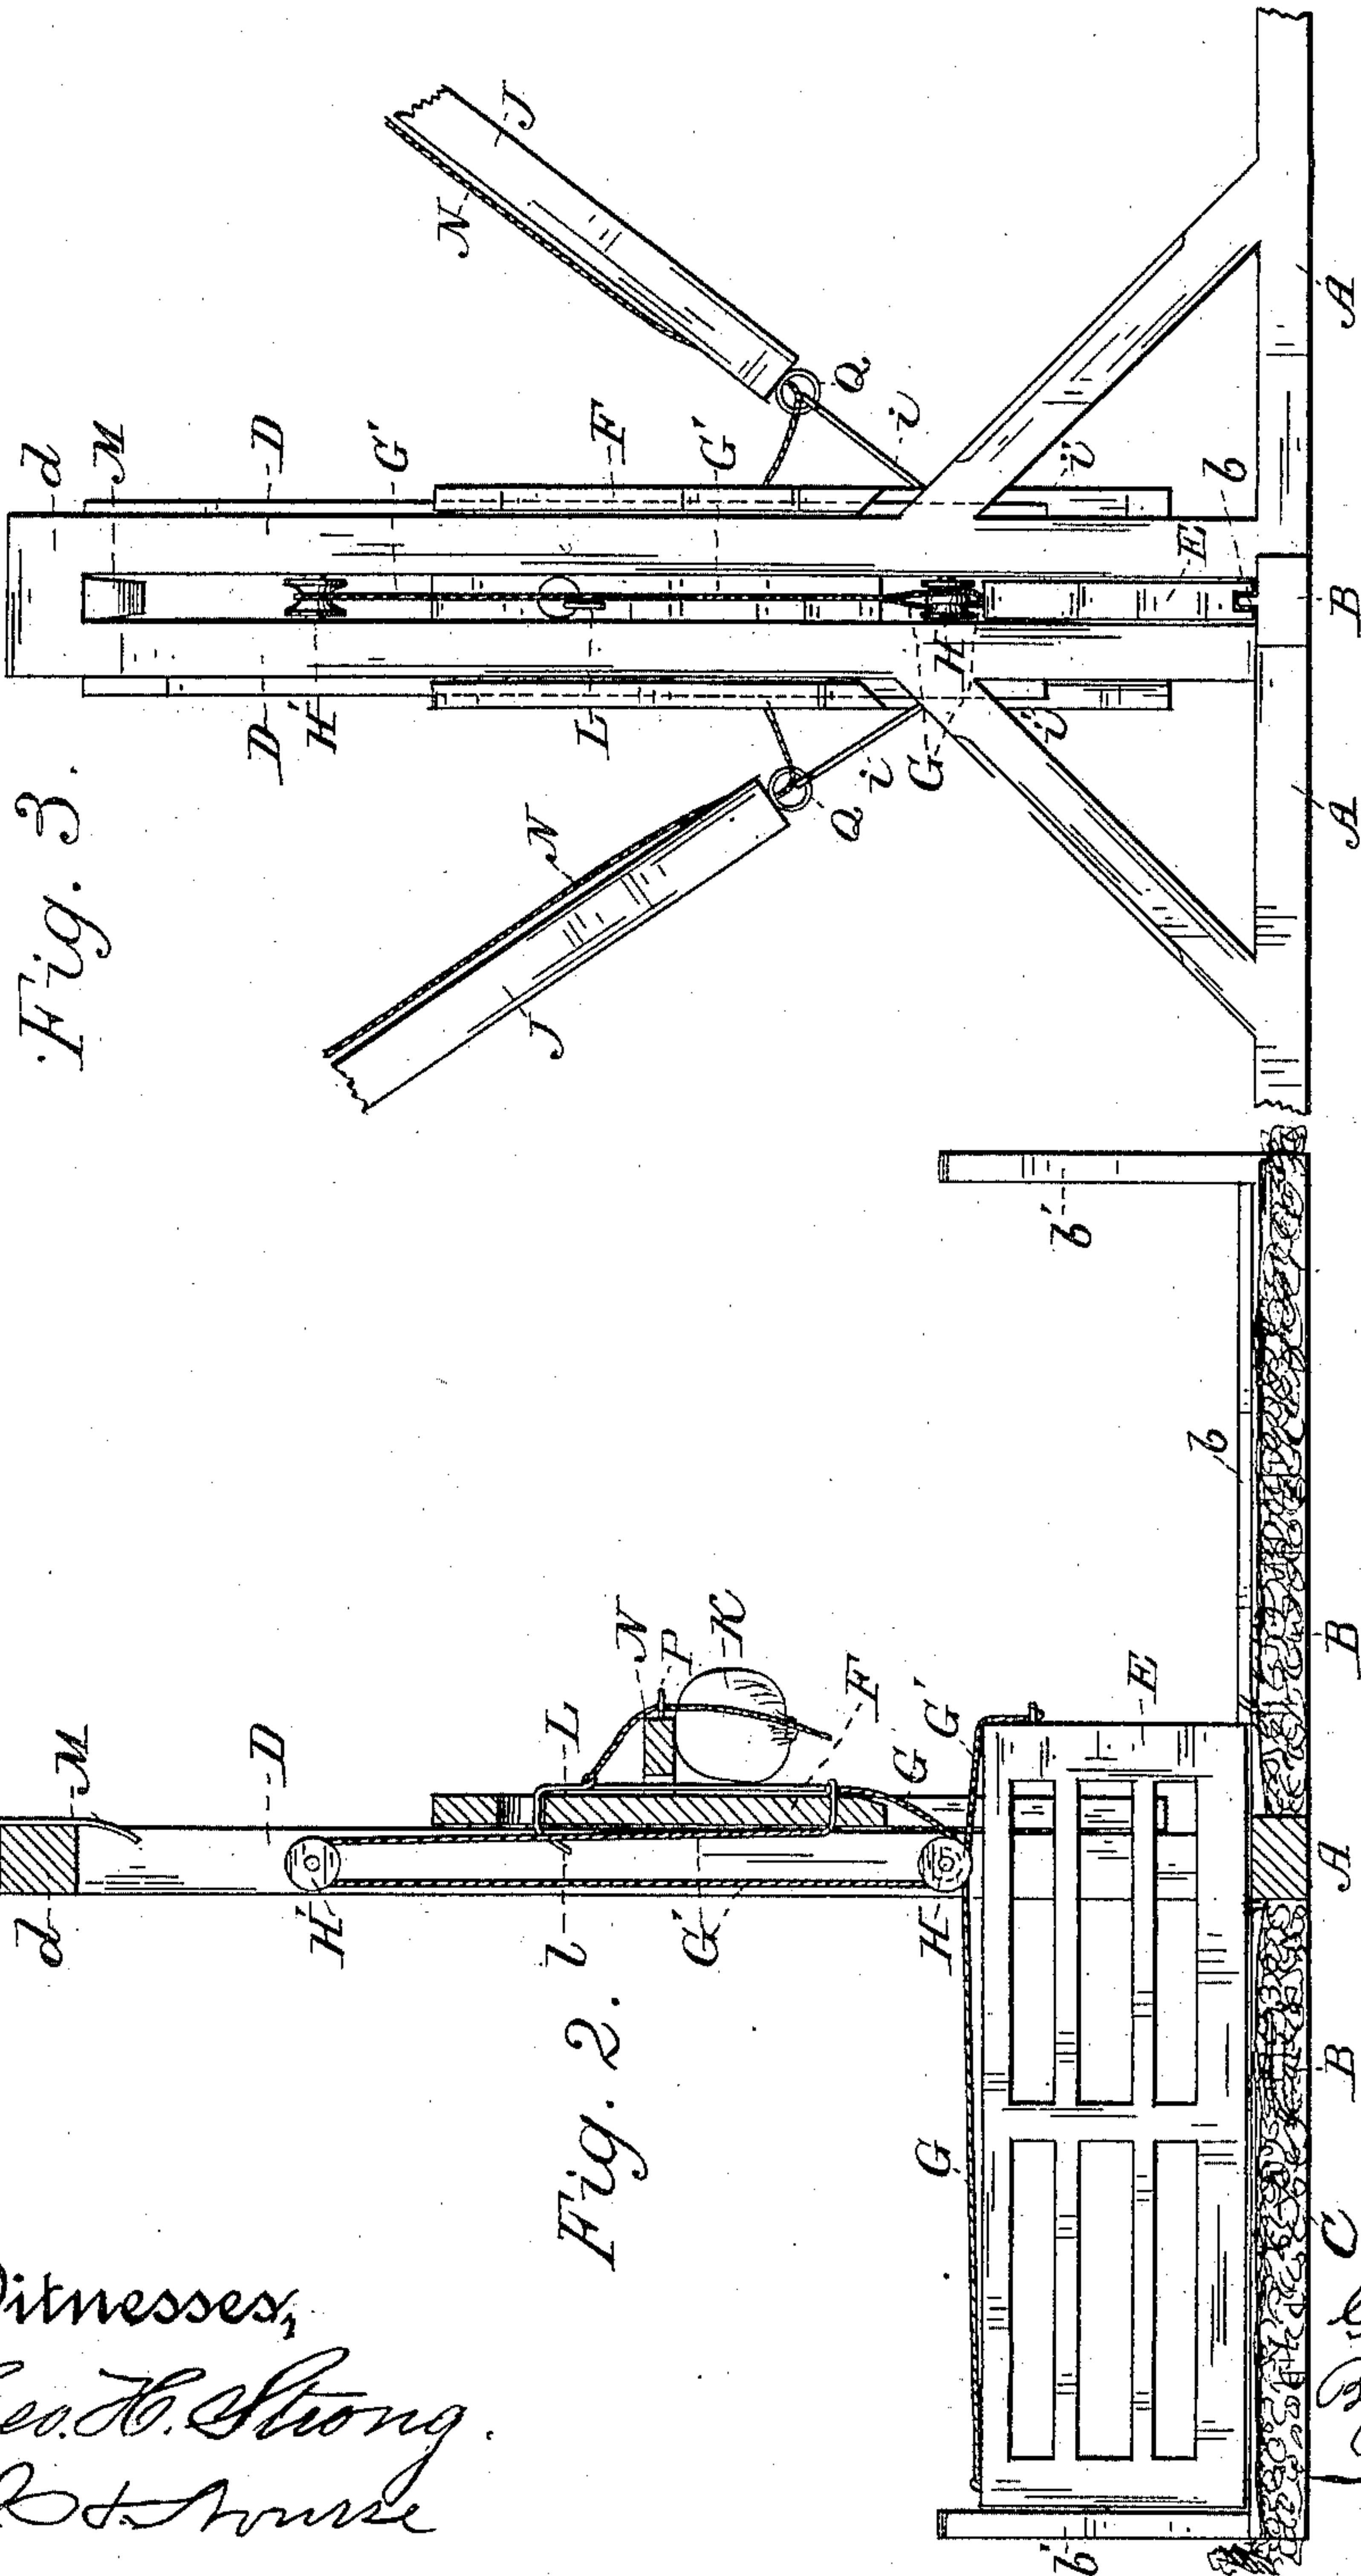 Fig. 3.
d
M
D
G'
F
G'
Q
i
i'
E
b
B
A
A
H
G
i
i'
Q
L
H'
D
N
J
N
J
Fig. 2.
d
M
D
H'
l
L
N
P
K
F
G'
G
G'
H
G
E
b
b'
b'
B
A
B
C
Witnesses,
Geo. H. Strong.